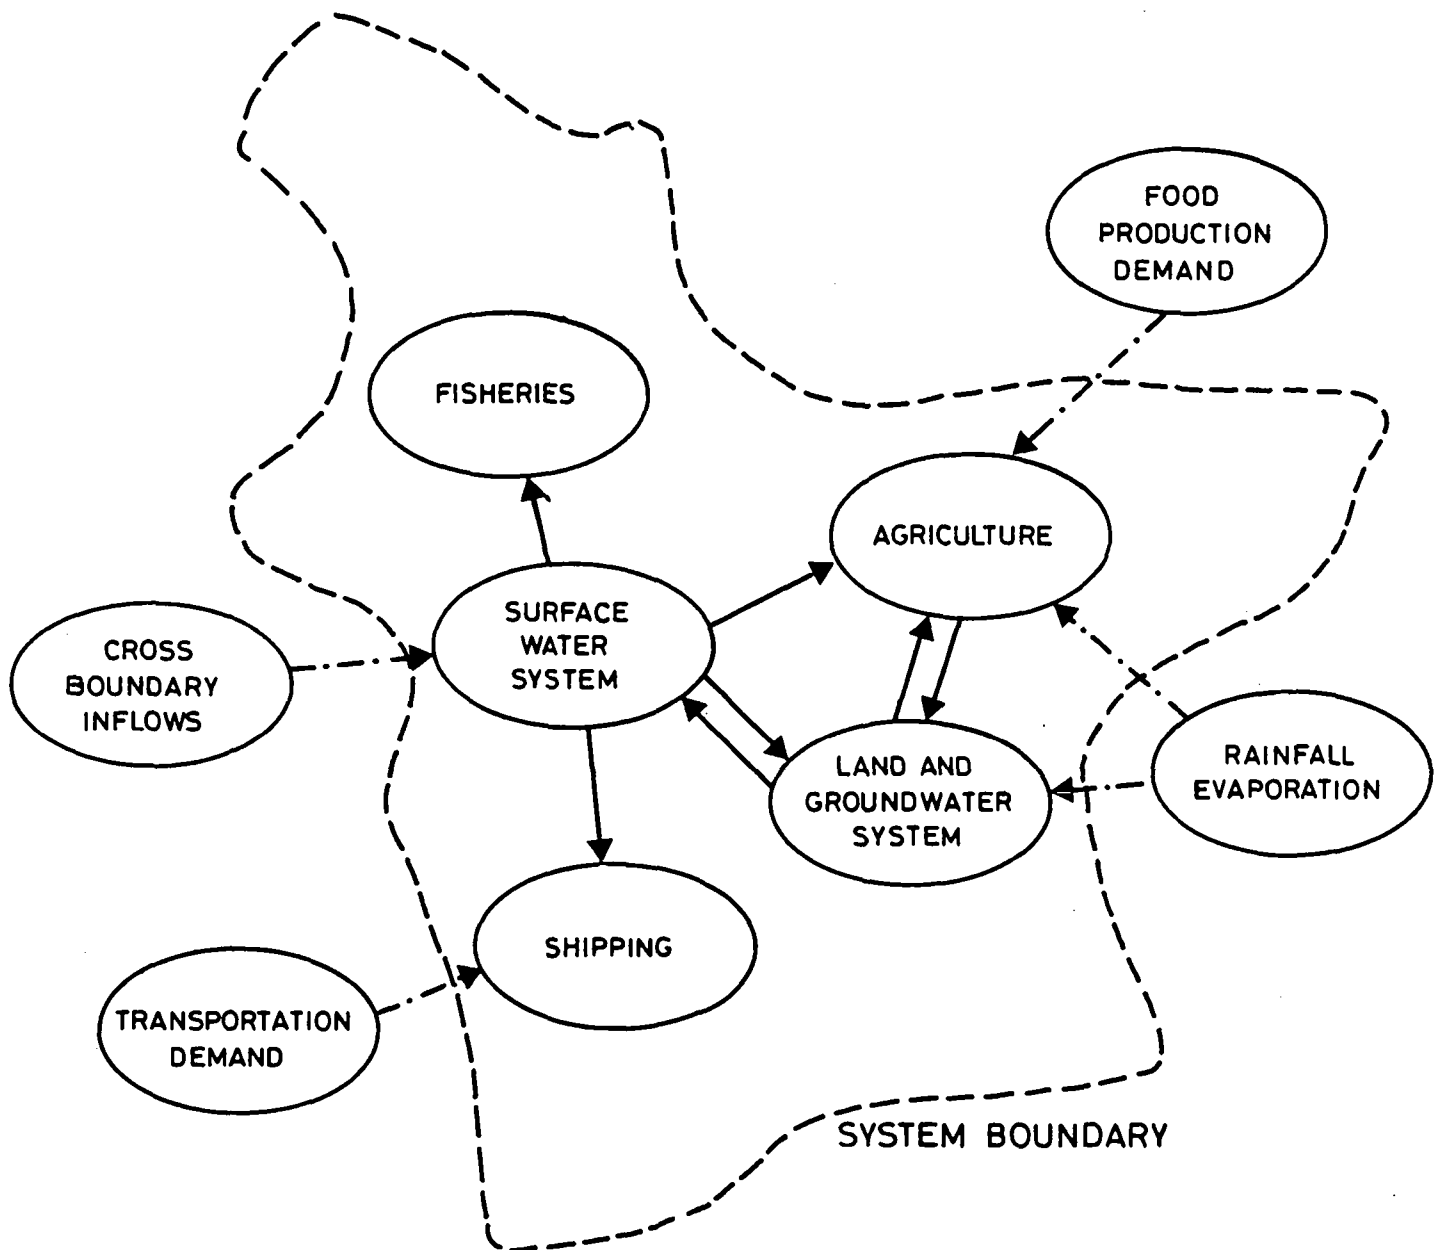 FOOD
PRODUCTION
DEMAND
FISHERIES
AGRICULTURE
SURFACE
WATER
SYSTEM
CROSS
BOUNDARY
INFLOWS
LAND AND
GROUNDWATER
SYSTEM
RAINFALL
EVAPORATION
SHIPPING
TRANSPORTATION
DEMAND
SYSTEM BOUNDARY